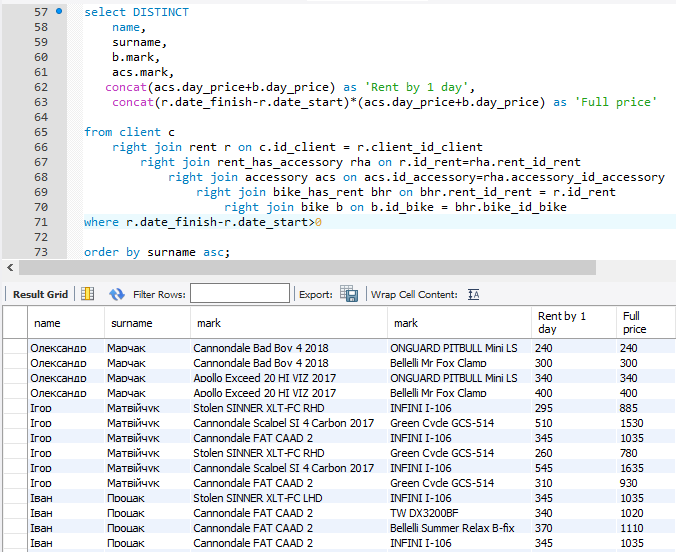 57 select DISTINCT
58 name,
59 surname,
60 b.mark,
61 acs.mark,
62 concat(acs.day_price+b.day_price) as 'Rent by 1 day',
63 concat(r.date_finish-r.date_start)*(acs.day_price+b.day_price) as 'Full price'
64
65 from client c
66 right join rent r on c.id_client = r.client_id_client
67 right join rent_has_accessory rha on r.id_rent=rha.rent_id_rent
68 right join accessory acs on acs.id_accessory=rha.accessory_id_accessory
69 right join bike_has_rent bhr on bhr.rent_id_rent = r.id_rent
70 right join bike b on b.id_bike = bhr.bike_id_bike
71 where r.date_finish-r.date_start>0
72
73 order by surname asc;
Result Grid Filter Rows: Export: Wrap Cell Content: IA
name surname mark mark Rent by 1 day Full price
Олександр Марчак Cannondale Bad Boy 4 2018 ONGUARD PITBULL Mini LS 240 240
Олександр Марчак Cannondale Bad Boy 4 2018 Bellelli Mr Fox Clamp 300 300
Олександр Марчак Apollo Exceed 20 HI VIZ 2017 ONGUARD PITBULL Mini LS 340 340
Олександр Марчак Apollo Exceed 20 HI VIZ 2017 Bellelli Mr Fox Clamp 400 400
Ігор Матвійчук Stolen SINNER XLT-FC RHD INFINI I-106 295 885
Ігор Матвійчук Cannondale Scalpel SI 4 Carbon 2017 Green Cycle GCS-514 510 1530
Ігор Матвійчук Cannondale FAT CAAD 2 INFINI I-106 345 1035
Ігор Матвійчук Stolen SINNER XLT-FC RHD Green Cycle GCS-514 260 780
Ігор Матвійчук Cannondale Scalpel SI 4 Carbon 2017 INFINI I-106 545 1635
Ігор Матвійчук Cannondale FAT CAAD 2 Green Cycle GCS-514 310 930
Іван Процак Stolen SINNER XLT-FC LHD INFINI I-106 345 1035
Іван Процак Cannondale FAT CAAD 2 TW DX3200BF 340 1020
Іван Процак Cannondale FAT CAAD 2 Bellelli Summer Relax B-fix 370 1110
Іван Процак Cannondale FAT CAAD 2 INFINI I-106 345 1035